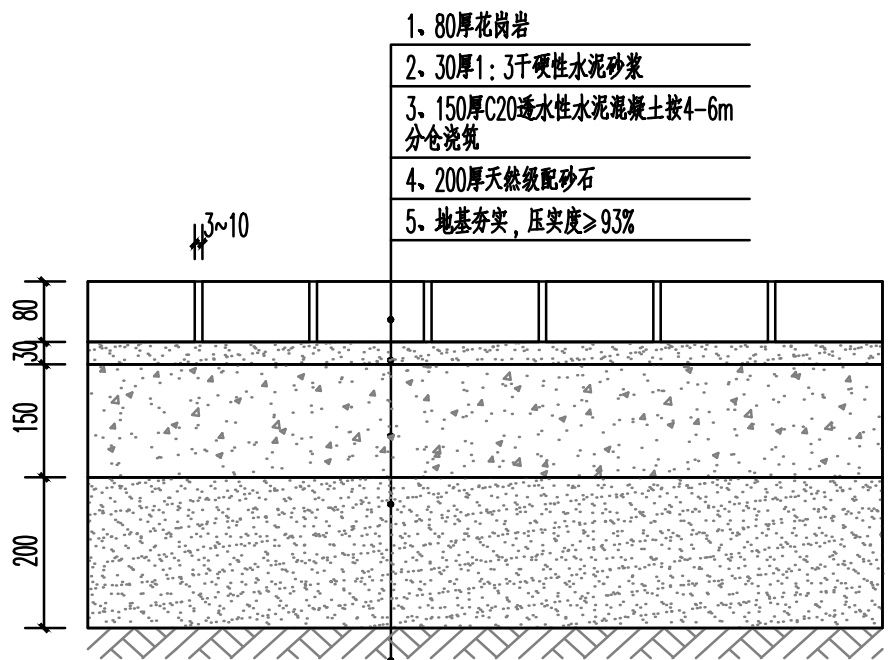 1、80厚花岗岩
2、30厚1：3干硬性水泥砂浆
3、150厚C20透水性水泥混凝土按4-6m
分仓浇筑
4、200厚天然级配砂石
5、地基夯实，压实度≥93%
3~10
80
30
150
200